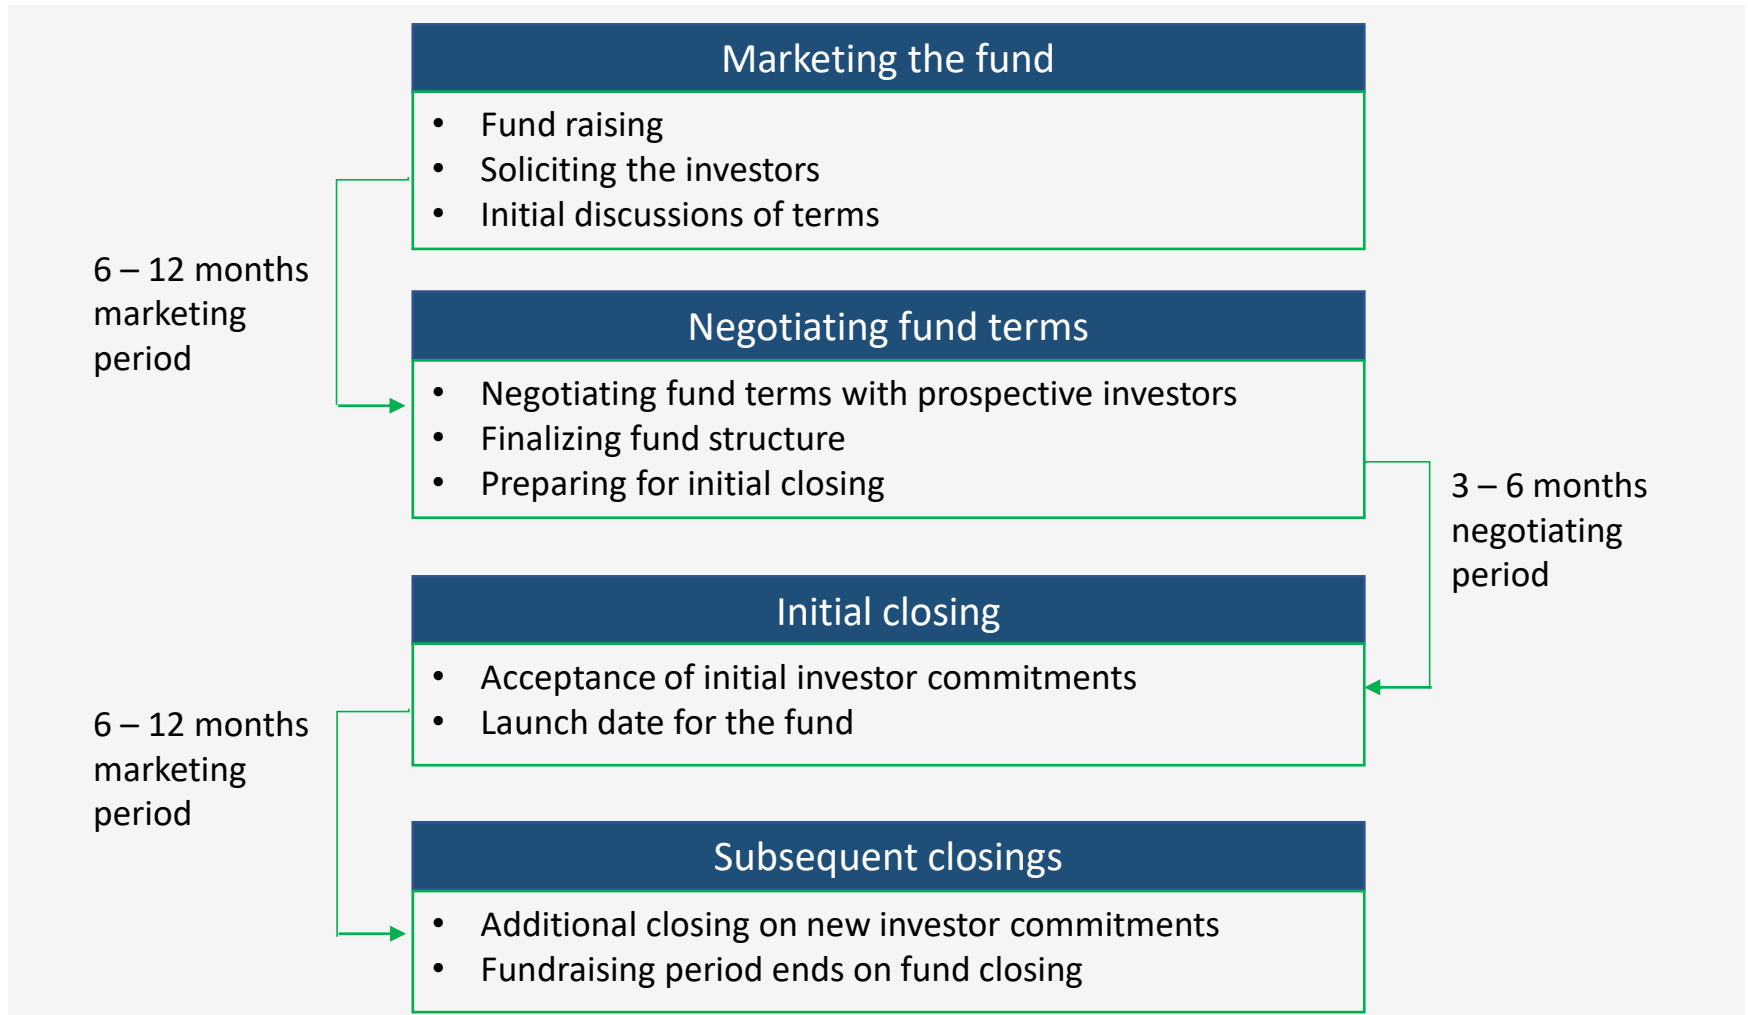 Marketing the fund
• Fund raising
• Soliciting the investors
• Initial discussions of terms
6 – 12 months
marketing
period
Negotiating fund terms
• Negotiating fund terms with prospective investors
• Finalizing fund structure
• Preparing for initial closing
3 – 6 months
negotiating
period
Initial closing
• Acceptance of initial investor commitments
• Launch date for the fund
6 – 12 months
marketing
period
Subsequent closings
• Additional closing on new investor commitments
• Fundraising period ends on fund closing